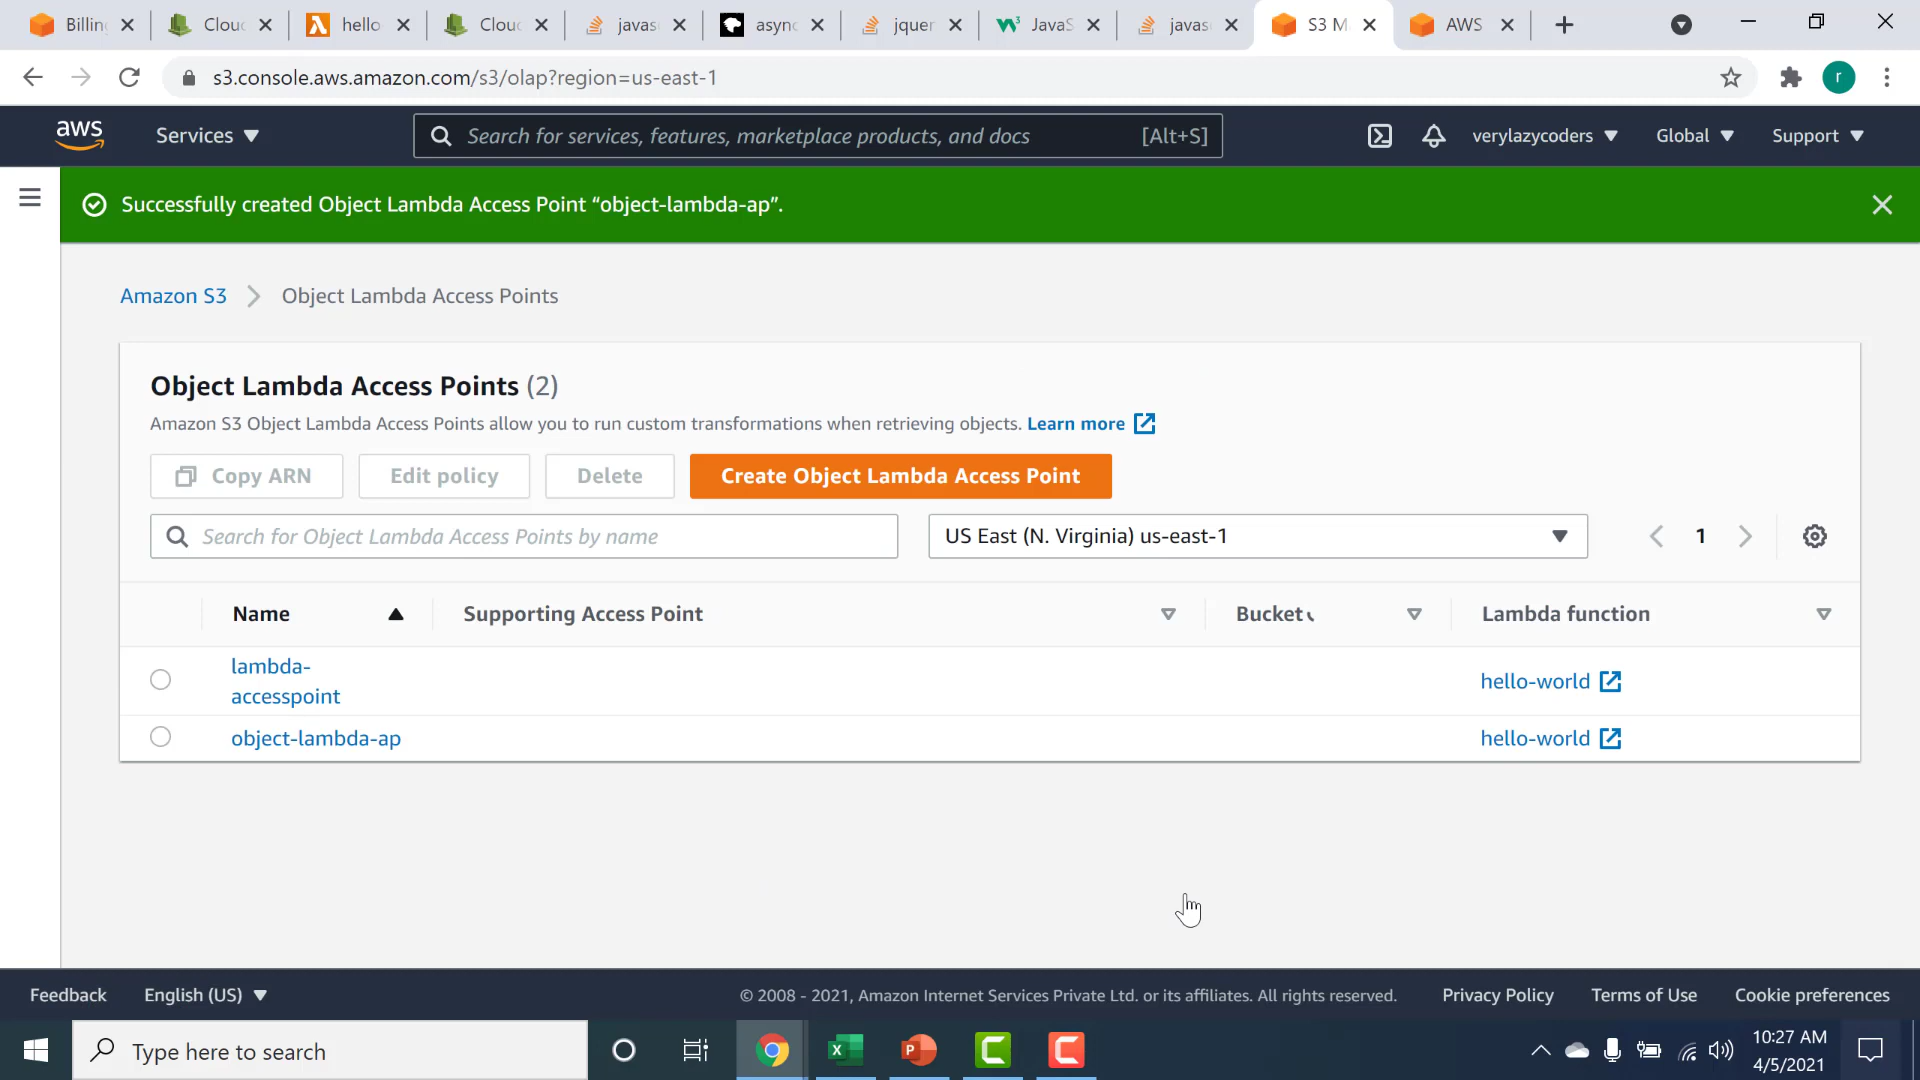 Billin
Clou
hello
Clou
javas
async
jquer
JavaS
javas
S3 M
AWS
s3.console.aws.amazon.com/s3/olap?region=us-east-1
r
aws
Services
Search for services, features, marketplace products, and docs [Alt+S]
verylazycoders
Global
Support
Successfully created Object Lambda Access Point “object-lambda-ap”.
Amazon S3 > Object Lambda Access Points
Object Lambda Access Points (2)
Amazon S3 Object Lambda Access Points allow you to run custom transformations when retrieving objects. Learn more
Copy ARN
Edit policy
Delete
Create Object Lambda Access Point
Search for Object Lambda Access Points by name
US East (N. Virginia) us-east-1
1
Name
Supporting Access Point
Bucket
Lambda function
lambda-
accesspoint
hello-world
object-lambda-ap
hello-world
Feedback
English (US)
© 2008 - 2021, Amazon Internet Services Private Ltd. or its affiliates. All rights reserved.
Privacy Policy
Terms of Use
Cookie preferences
Type here to search
10:27 AM
4/5/2021